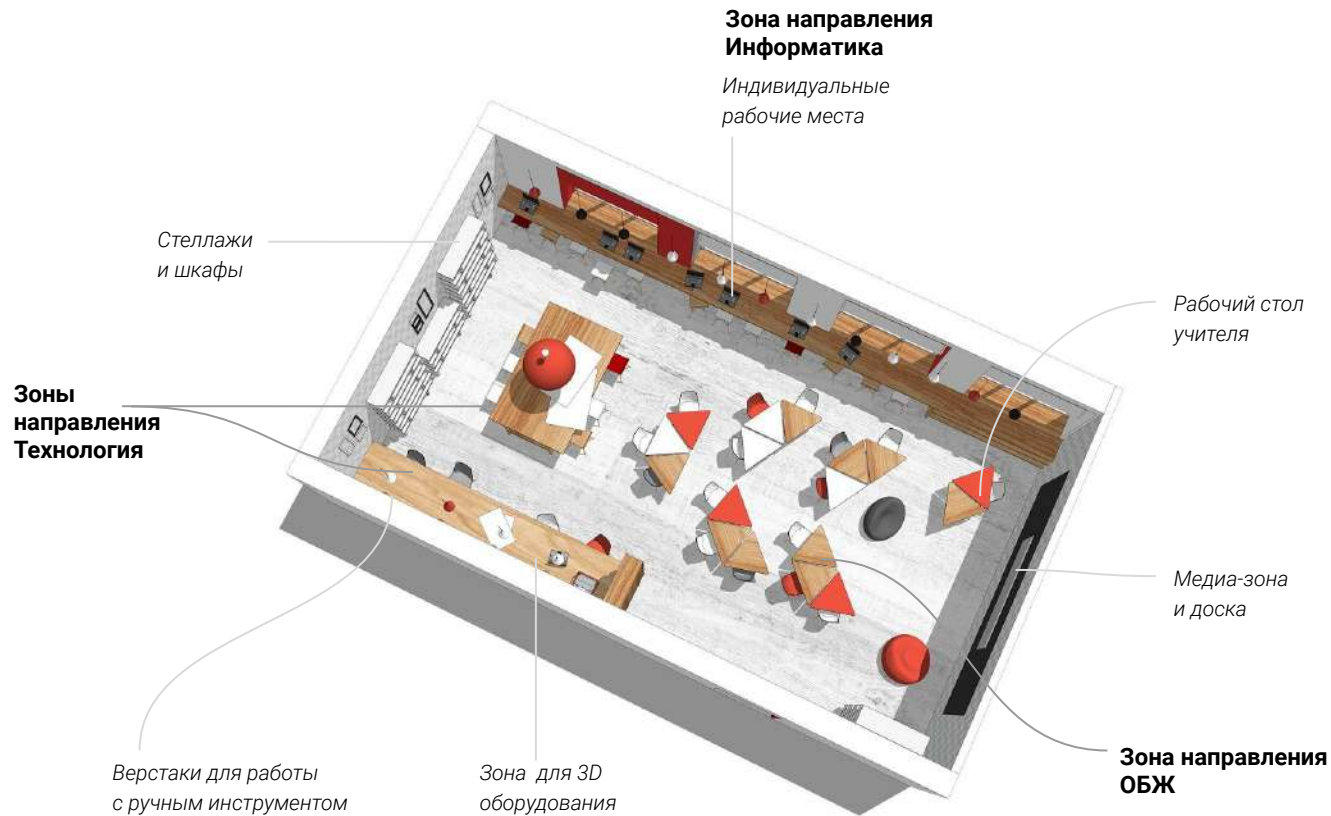 Зона направления
Информатика
Индивидуальные
рабочие места
Стеллажи
и шкафы
Рабочий стол
учителя
Зоны
направления
Технология
Медиа-зона
и доска
Верстаки для работы
с ручным инструментом
Зона для 3D
оборудования
Зона направления
ОБЖ